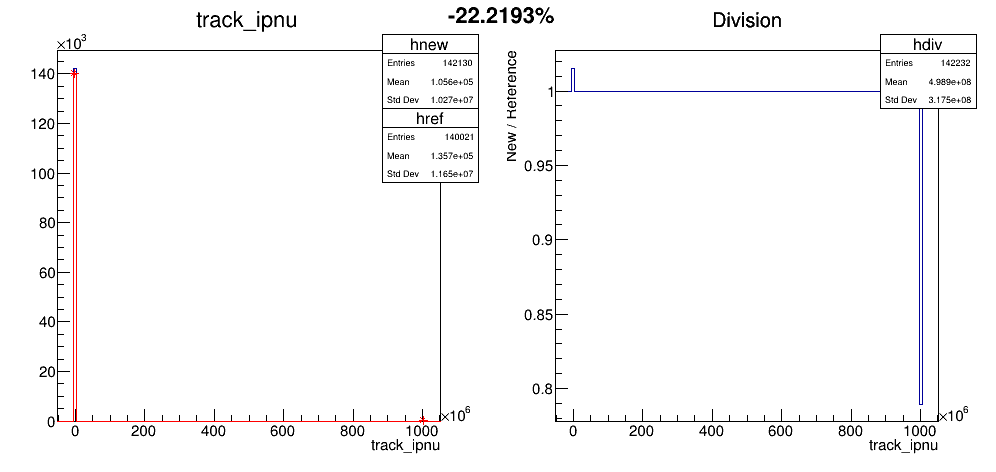 -22.2193%
track_ipnu
×10³
hnew
Entries 142130
Mean 1.056e+05
Std Dev 1.027e+07
href
Entries 140021
Mean 1.357e+05
Std Dev 1.165e+07
140
120
100
80
60
40
20
0
0 200 400 600 800 1000
×10⁶
track_ipnu
Division
New / Reference
hdiv
Entries 142232
Mean 4.989e+08
Std Dev 3.175e+08
1
0.95
0.9
0.85
0.8
0 200 400 600 800 1000
×10⁶
track_ipnu